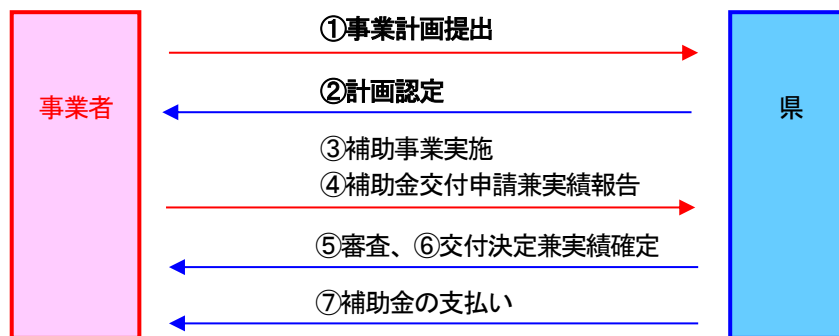 ①事業計画提出
事業者
②計画認定
県
③補助事業実施
④補助金交付申請兼実績報告
⑤審査、⑥交付決定兼実績確定
⑦補助金の支払い